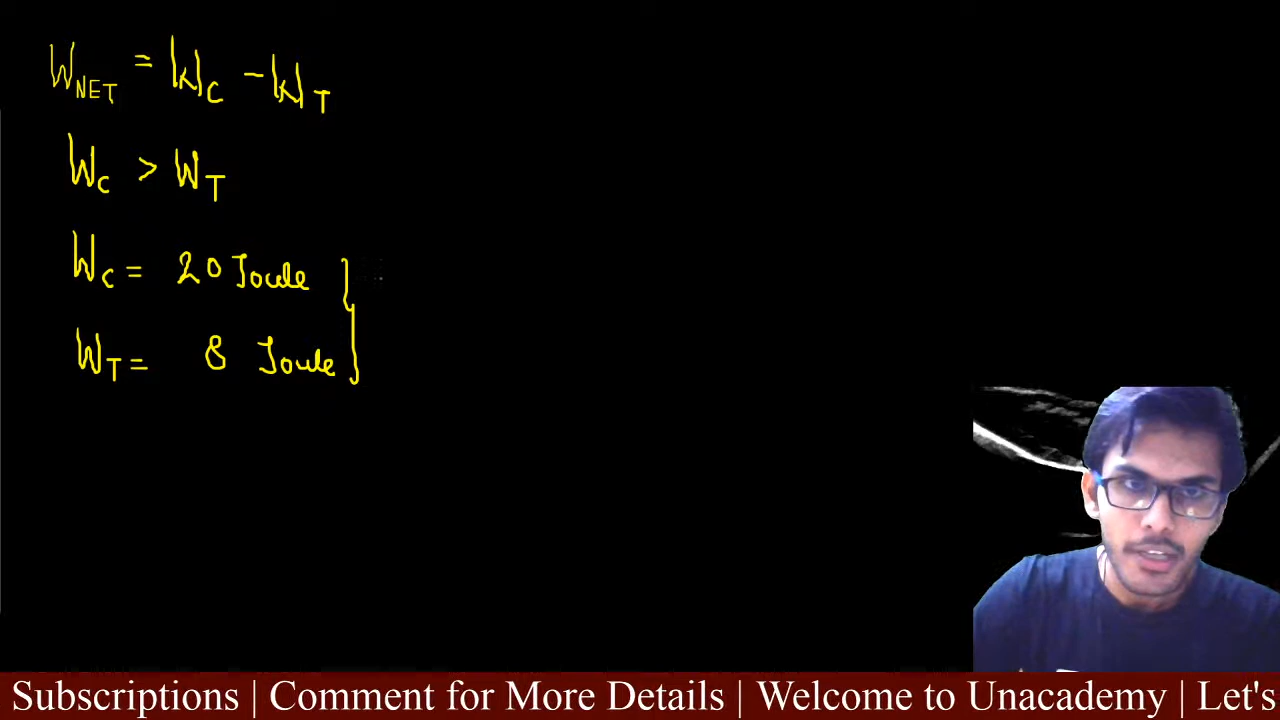 W_NET = W_C - W_T
W_C > W_T
W_C = 20 Joule
W_T = 8 Joule
Subscriptions | Comment for More Details | Welcome to Unacademy | Let's